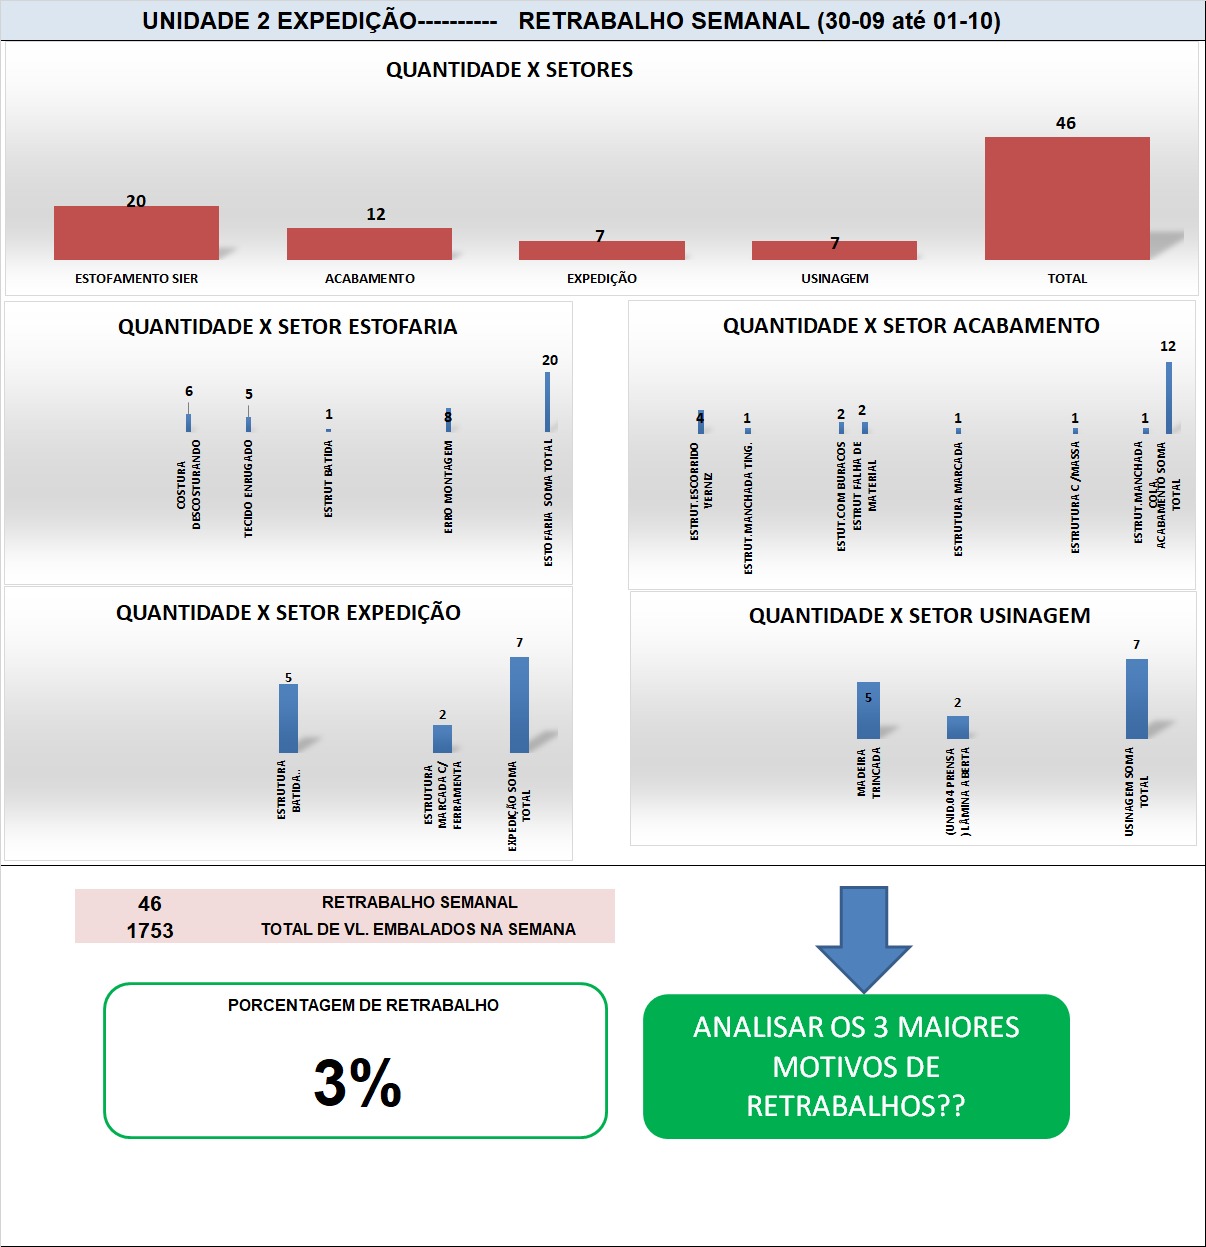 UNIDADE 2 EXPEDIÇÃO---------- RETRABALHO SEMANAL (30-09 até 01-10)
QUANTIDADE X SETORES
20
12
7
7
46
ESTOFAMENTO SIER
ACABAMENTO
EXPEDIÇÃO
USINAGEM
TOTAL
QUANTIDADE X SETOR ESTOFARIA
6
5
1
8
20
COSTURA
DESCOSTURANDO
TECIDO ENRUGADO
ESTRUT BATIDA
ERRO MONTAGEM
ESTOFARIA SOMA TOTAL
QUANTIDADE X SETOR ACABAMENTO
4
1
2
2
1
1
1
12
ESTRUT.ESCORRIDO
VERNIZ
ESTRUT.MANCHADA TING.
ESTUT.COM BURACOS
ESTRUT FALHA DE
MATERIAL
ESTRUTURA MARCADA
ESTRUTURA C /MASSA
ESTRUT.MANCHADA
COLA
ACABAMENTO SOMA
TOTAL
QUANTIDADE X SETOR EXPEDIÇÃO
5
2
7
ESTRUTURA
BATIDA..
ESTRUTURA
MARCADA C/
FERRAMENTA
EXPEDIÇÃO SOMA
TOTAL
QUANTIDADE X SETOR USINAGEM
5
2
7
MADEIRA
TRINCADA
(UNID.04 PRENSA
) LÂMINA ABERTA
USINAGEM SOMA
TOTAL
46 RETRABALHO SEMANAL
1753 TOTAL DE VL. EMBALADOS NA SEMANA
PORCENTAGEM DE RETRABALHO
3%
ANALISAR OS 3 MAIORES
MOTIVOS DE
RETRABALHOS??